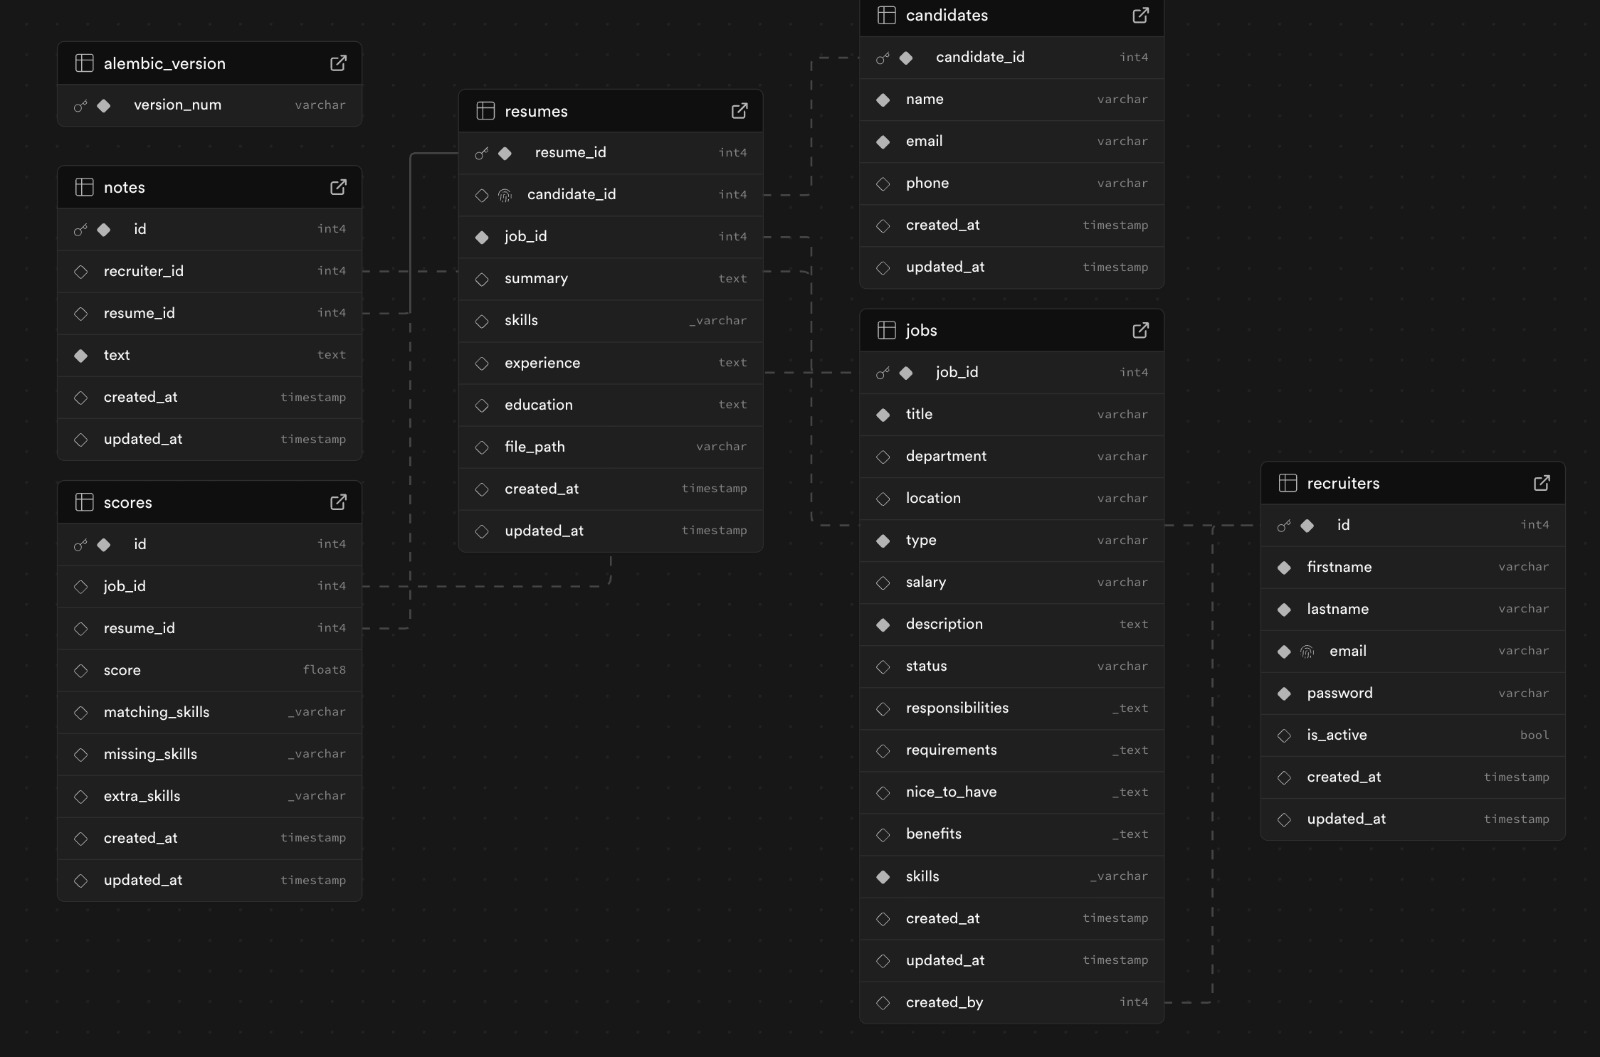 alembic_version
version_num varchar
notes
id int4
recruiter_id int4
resume_id int4
text text
created_at timestamp
updated_at timestamp
scores
id int4
job_id int4
resume_id int4
score float8
matching_skills _varchar
missing_skills _varchar
extra_skills _varchar
created_at timestamp
updated_at timestamp
resumes
resume_id int4
candidate_id int4
job_id int4
summary text
skills _varchar
experience text
education text
file_path varchar
created_at timestamp
updated_at timestamp
candidates
candidate_id int4
name varchar
email varchar
phone varchar
created_at timestamp
updated_at timestamp
jobs
job_id int4
title varchar
department varchar
location varchar
type varchar
salary varchar
description text
status varchar
responsibilities _text
requirements _text
nice_to_have _text
benefits _text
skills _varchar
created_at timestamp
updated_at timestamp
created_by int4
recruiters
id int4
firstname varchar
lastname varchar
email varchar
password varchar
is_active bool
created_at timestamp
updated_at timestamp